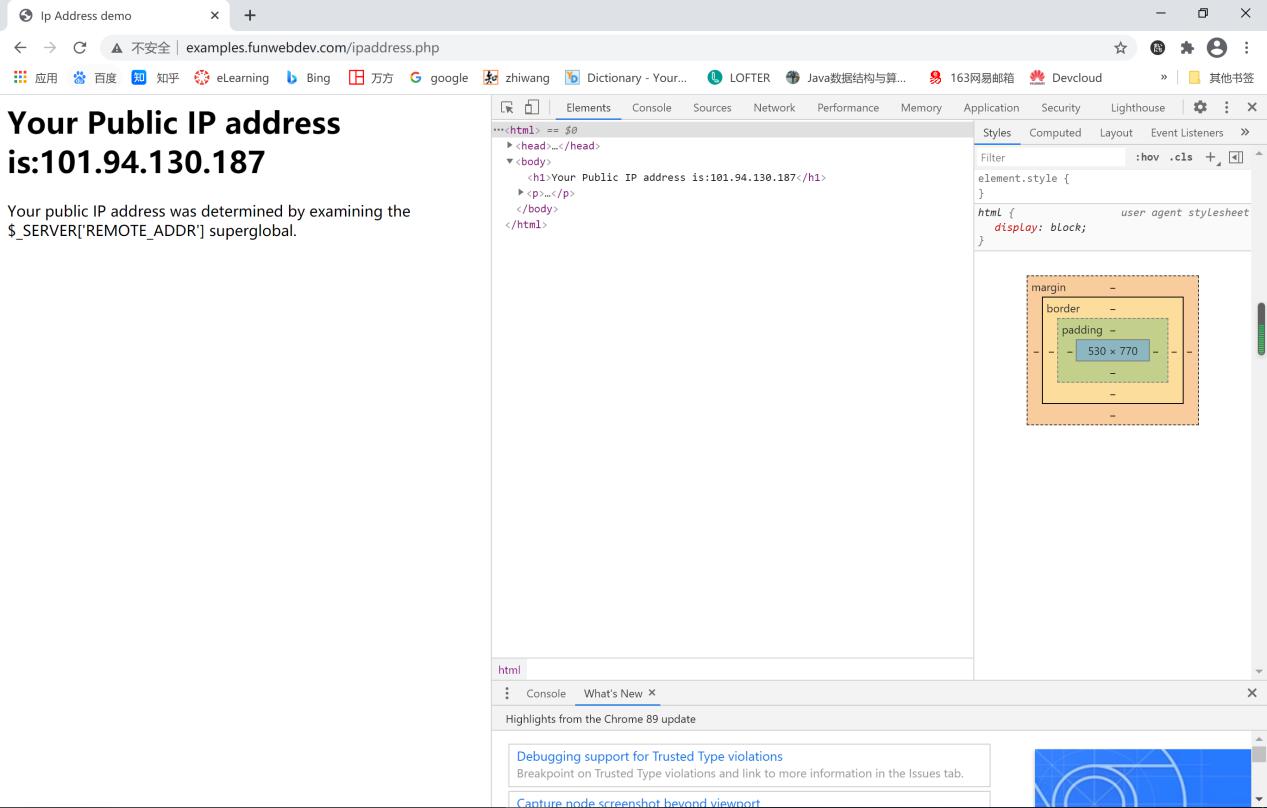 Ip Address demo
不安全 examples.funwebdev.com/ipaddress.php
应用 百度 知 知乎 eLearning Bing 万方 google 知 zhiwang Dictionary - Your... LOFTER Java数据结构与算... 163网易邮箱 Devcloud » 其他书签
Your Public IP address
is:101.94.130.187
Your public IP address was determined by examining the
$_SERVER['REMOTE_ADDR'] superglobal.
Elements Console Sources Network Performance Memory Application Security Lighthouse
<html> == $0
<head>…</head>
<body>
<h1>Your Public IP address is:101.94.130.187</h1>
<p>…</p>
</body>
</html>
html
Styles Computed Layout Event Listeners »
Filter :hov .cls +
element.style {
}
html { user agent stylesheet
display: block;
}
margin –
border –
padding –
– – – 530 × 770 – – –
–
–
–
Console What's New
Highlights from the Chrome 89 update
Debugging support for Trusted Type violations
Breakpoint on Trusted Type violations and link to more information in the Issues tab.
Capture node screenshot beyond viewport